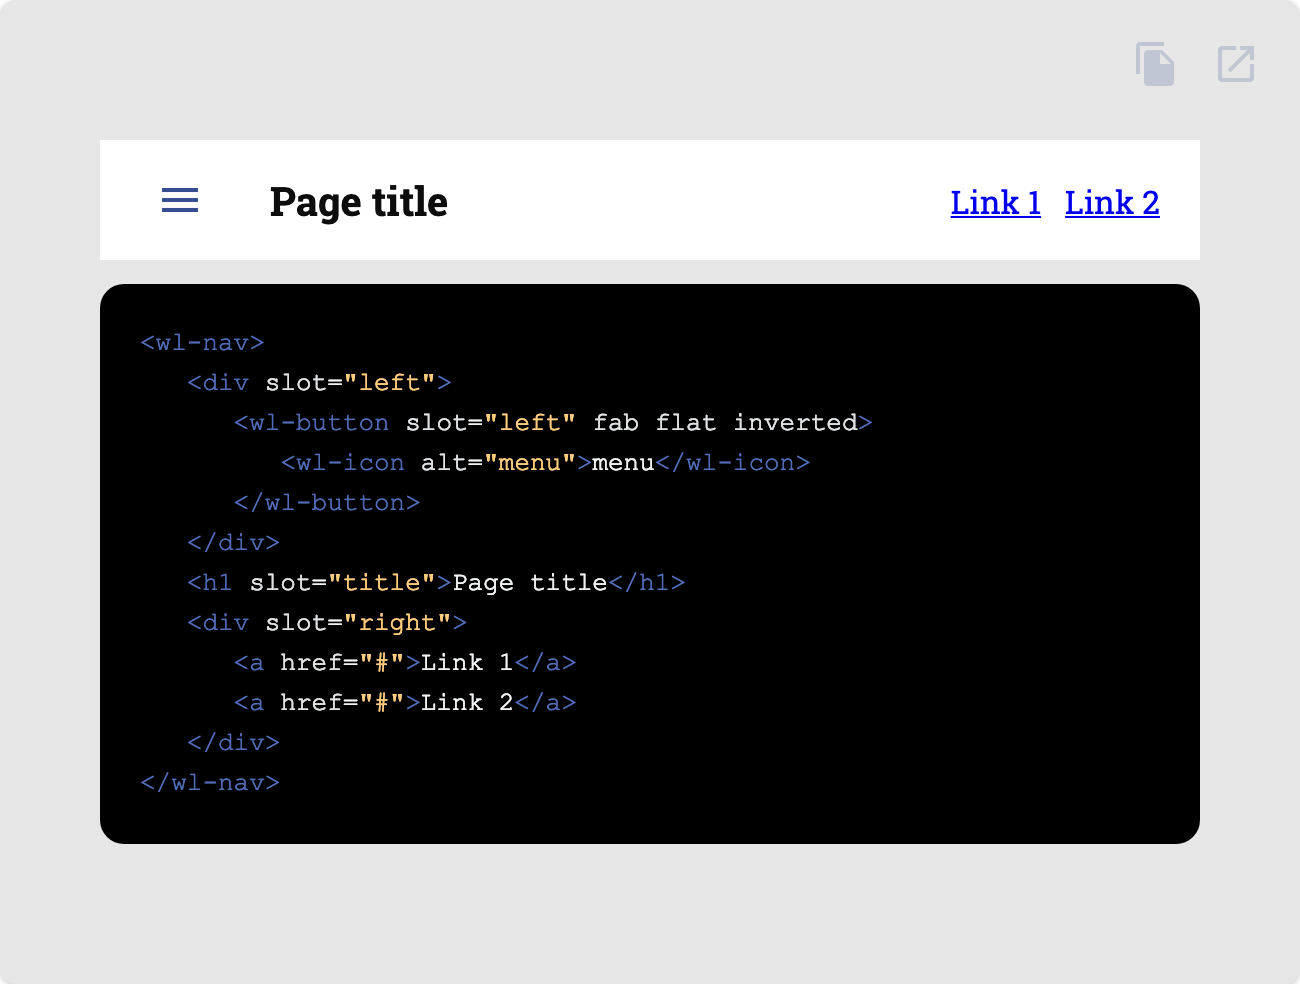 Page title Link 1 Link 2
<wl-nav>
   <div slot="left">
      <wl-button slot="left" fab flat inverted>
         <wl-icon alt="menu">menu</wl-icon>
      </wl-button>
   </div>
   <h1 slot="title">Page title</h1>
   <div slot="right">
      <a href="#">Link 1</a>
      <a href="#">Link 2</a>
   </div>
</wl-nav>